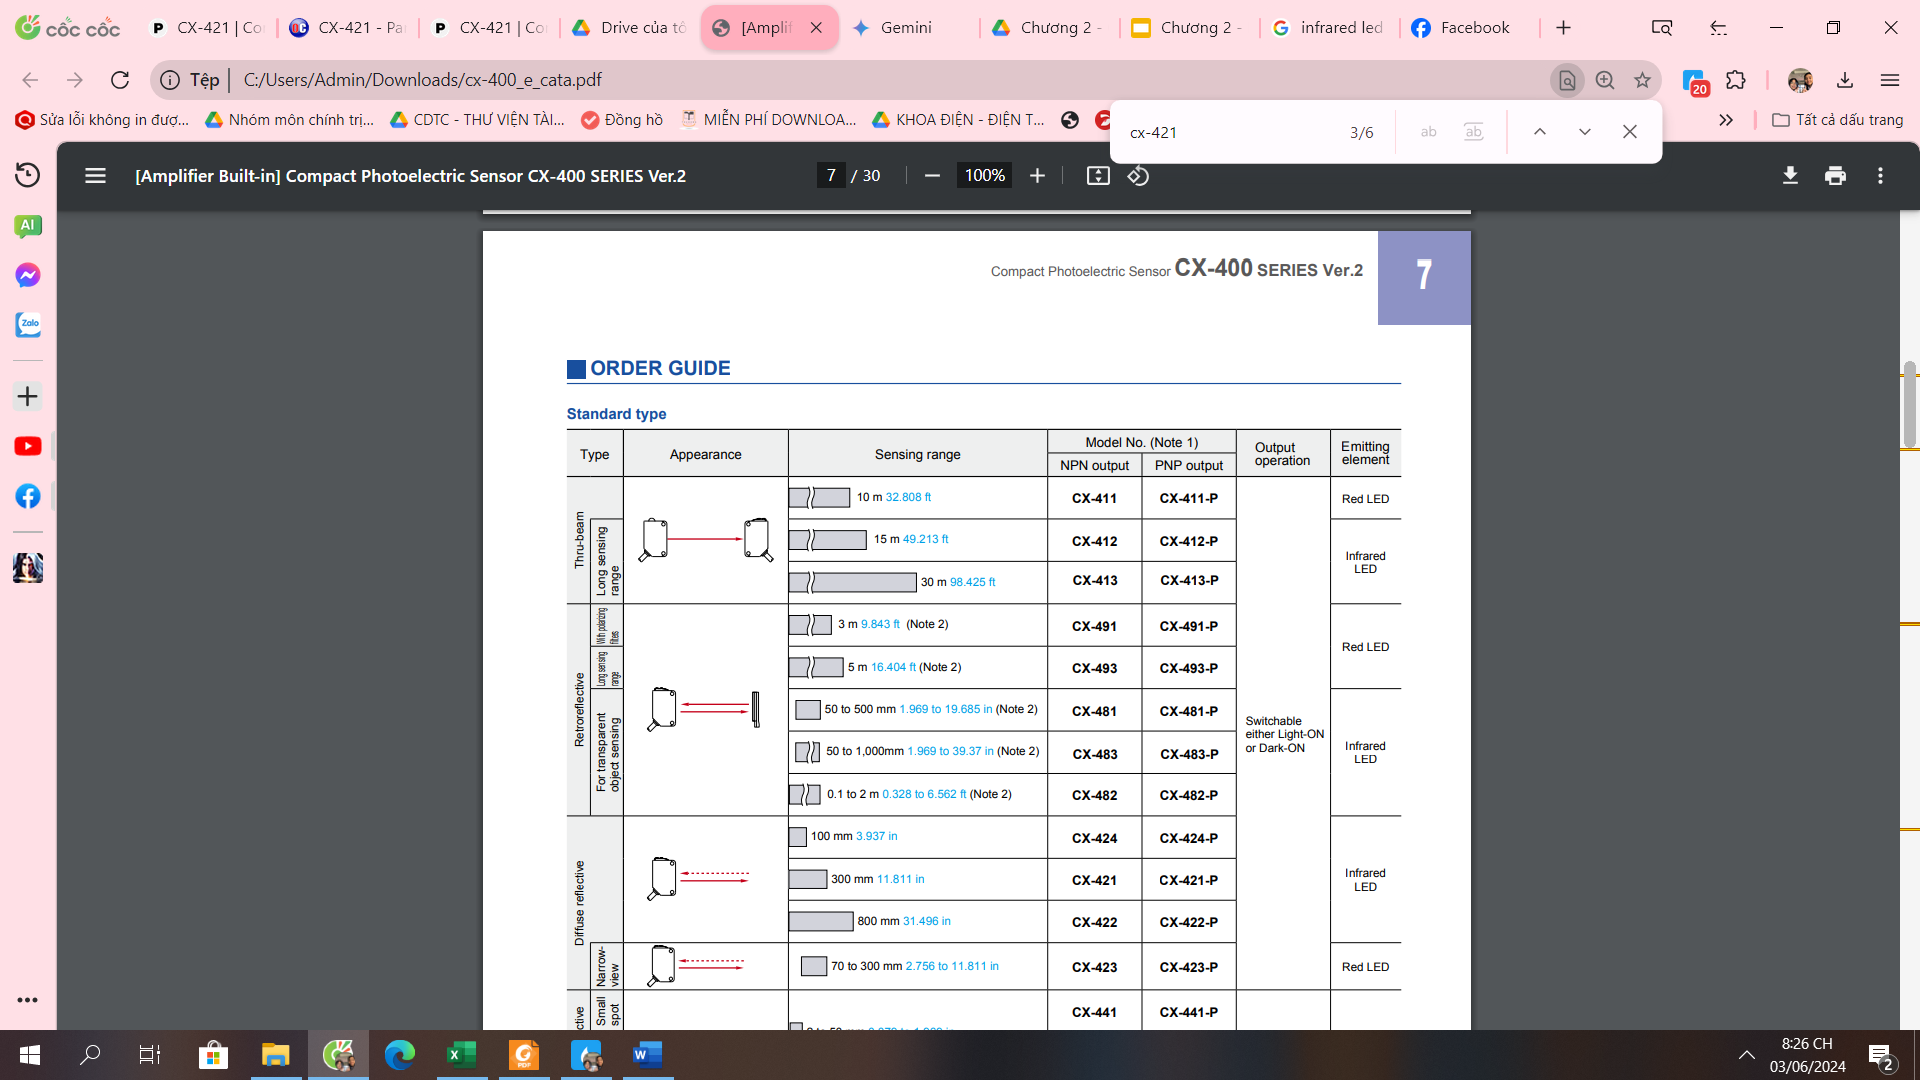 cốc cốc
CX-421 | Co
CX-421 - Pa
CX-421 | Co
Drive của tô
[Amplifi
Gemini
Chương 2 -
Chương 2 -
infrared led
Facebook
Tệp
C:/Users/Admin/Downloads/cx-400_e_cata.pdf
20
Sửa lỗi không in đượ...
Nhóm môn chính trị...
CDTC - THƯ VIỆN TÀI...
Đồng hồ
MIỄN PHÍ DOWNLOA...
KHOA ĐIỆN - ĐIỆN T...
Tất cả dấu trang
cx-421
3/6
ab
ab
[Amplifier Built-in] Compact Photoelectric Sensor CX-400 SERIES Ver.2
7 / 30
100%
AI
Zalo
Compact Photoelectric Sensor CX-400 SERIES Ver.2
7
ORDER GUIDE
Standard type
Type
Appearance
Sensing range
Model No. (Note 1)
NPN output
PNP output
Output operation
Emitting element
Thru-beam
10 m 32.808 ft
CX-411
CX-411-P
Red LED
Long sensing range
15 m 49.213 ft
CX-412
CX-412-P
Infrared LED
30 m 98.425 ft
CX-413
CX-413-P
Retroreflective
With polarizing filters
3 m 9.843 ft (Note 2)
CX-491
CX-491-P
Red LED
Long sensing range
5 m 16.404 ft (Note 2)
CX-493
CX-493-P
For transparent object sensing
50 to 500 mm 1.969 to 19.685 in (Note 2)
CX-481
CX-481-P
Switchable either Light-ON or Dark-ON
Infrared LED
50 to 1,000mm 1.969 to 39.37 in (Note 2)
CX-483
CX-483-P
0.1 to 2 m 0.328 to 6.562 ft (Note 2)
CX-482
CX-482-P
Diffuse reflective
100 mm 3.937 in
CX-424
CX-424-P
Infrared LED
300 mm 11.811 in
CX-421
CX-421-P
800 mm 31.496 in
CX-422
CX-422-P
Narrow-view
70 to 300 mm 2.756 to 11.811 in
CX-423
CX-423-P
Red LED
ctive
Small spot
CX-441
CX-441-P
8:26 CH
03/06/2024
2